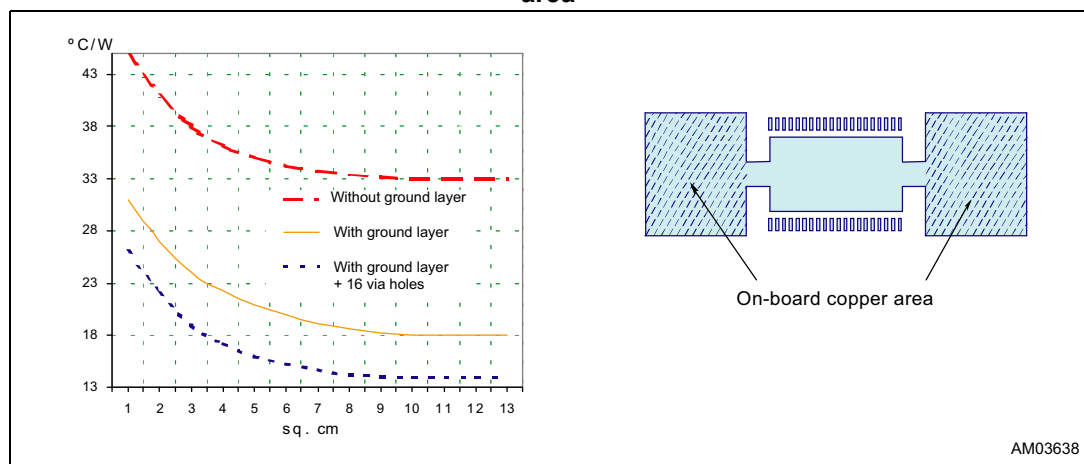 area
ºC/W
43
38
33
28
23
18
13
1 2 3 4 5 6 7 8 9 10 11 12 13
sq. cm
Without ground layer
With ground layer
With ground layer
+ 16 via holes
On-board copper area
AM03638